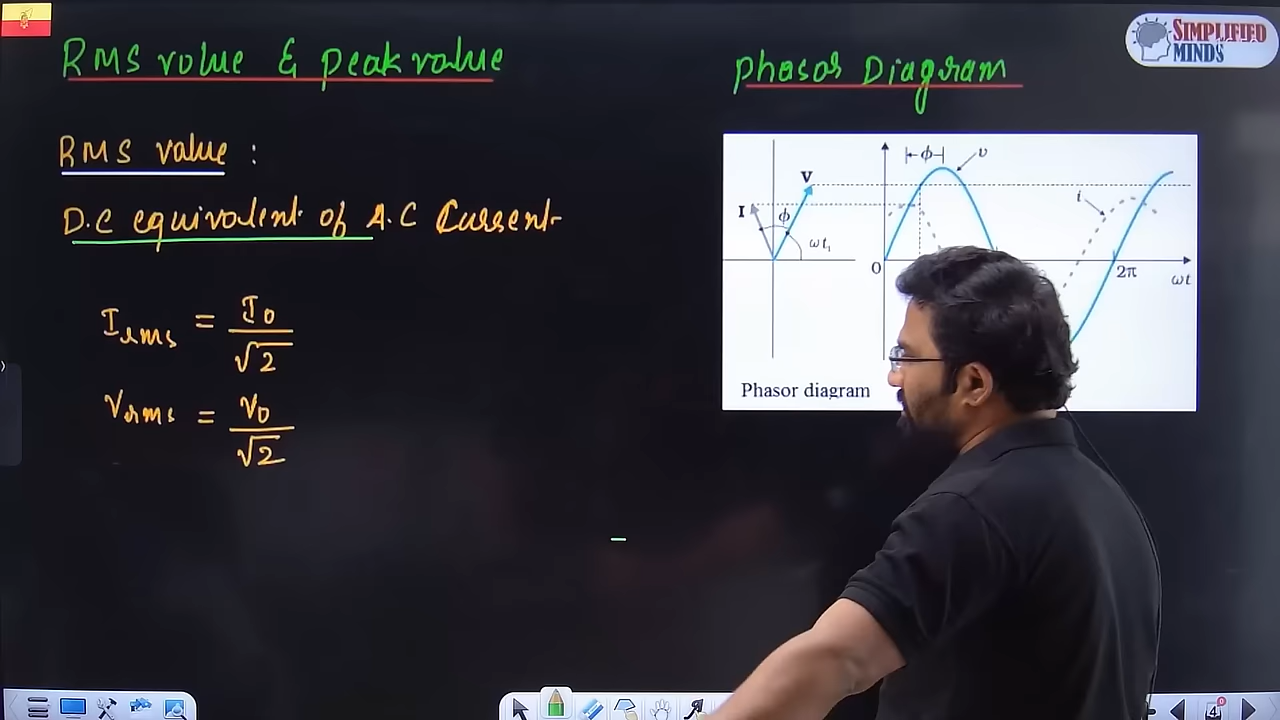 RMS value & peak value
RMS value :
D.C equivalent of A.C Current
Irms = I0/√2
Vrms = V0/√2
Phasor Diagram
SIMPLIFIED
MINDS
V
I
ϕ
ωt1
ϕ
υ
i
0
2π
ωt
Phasor diagram
4